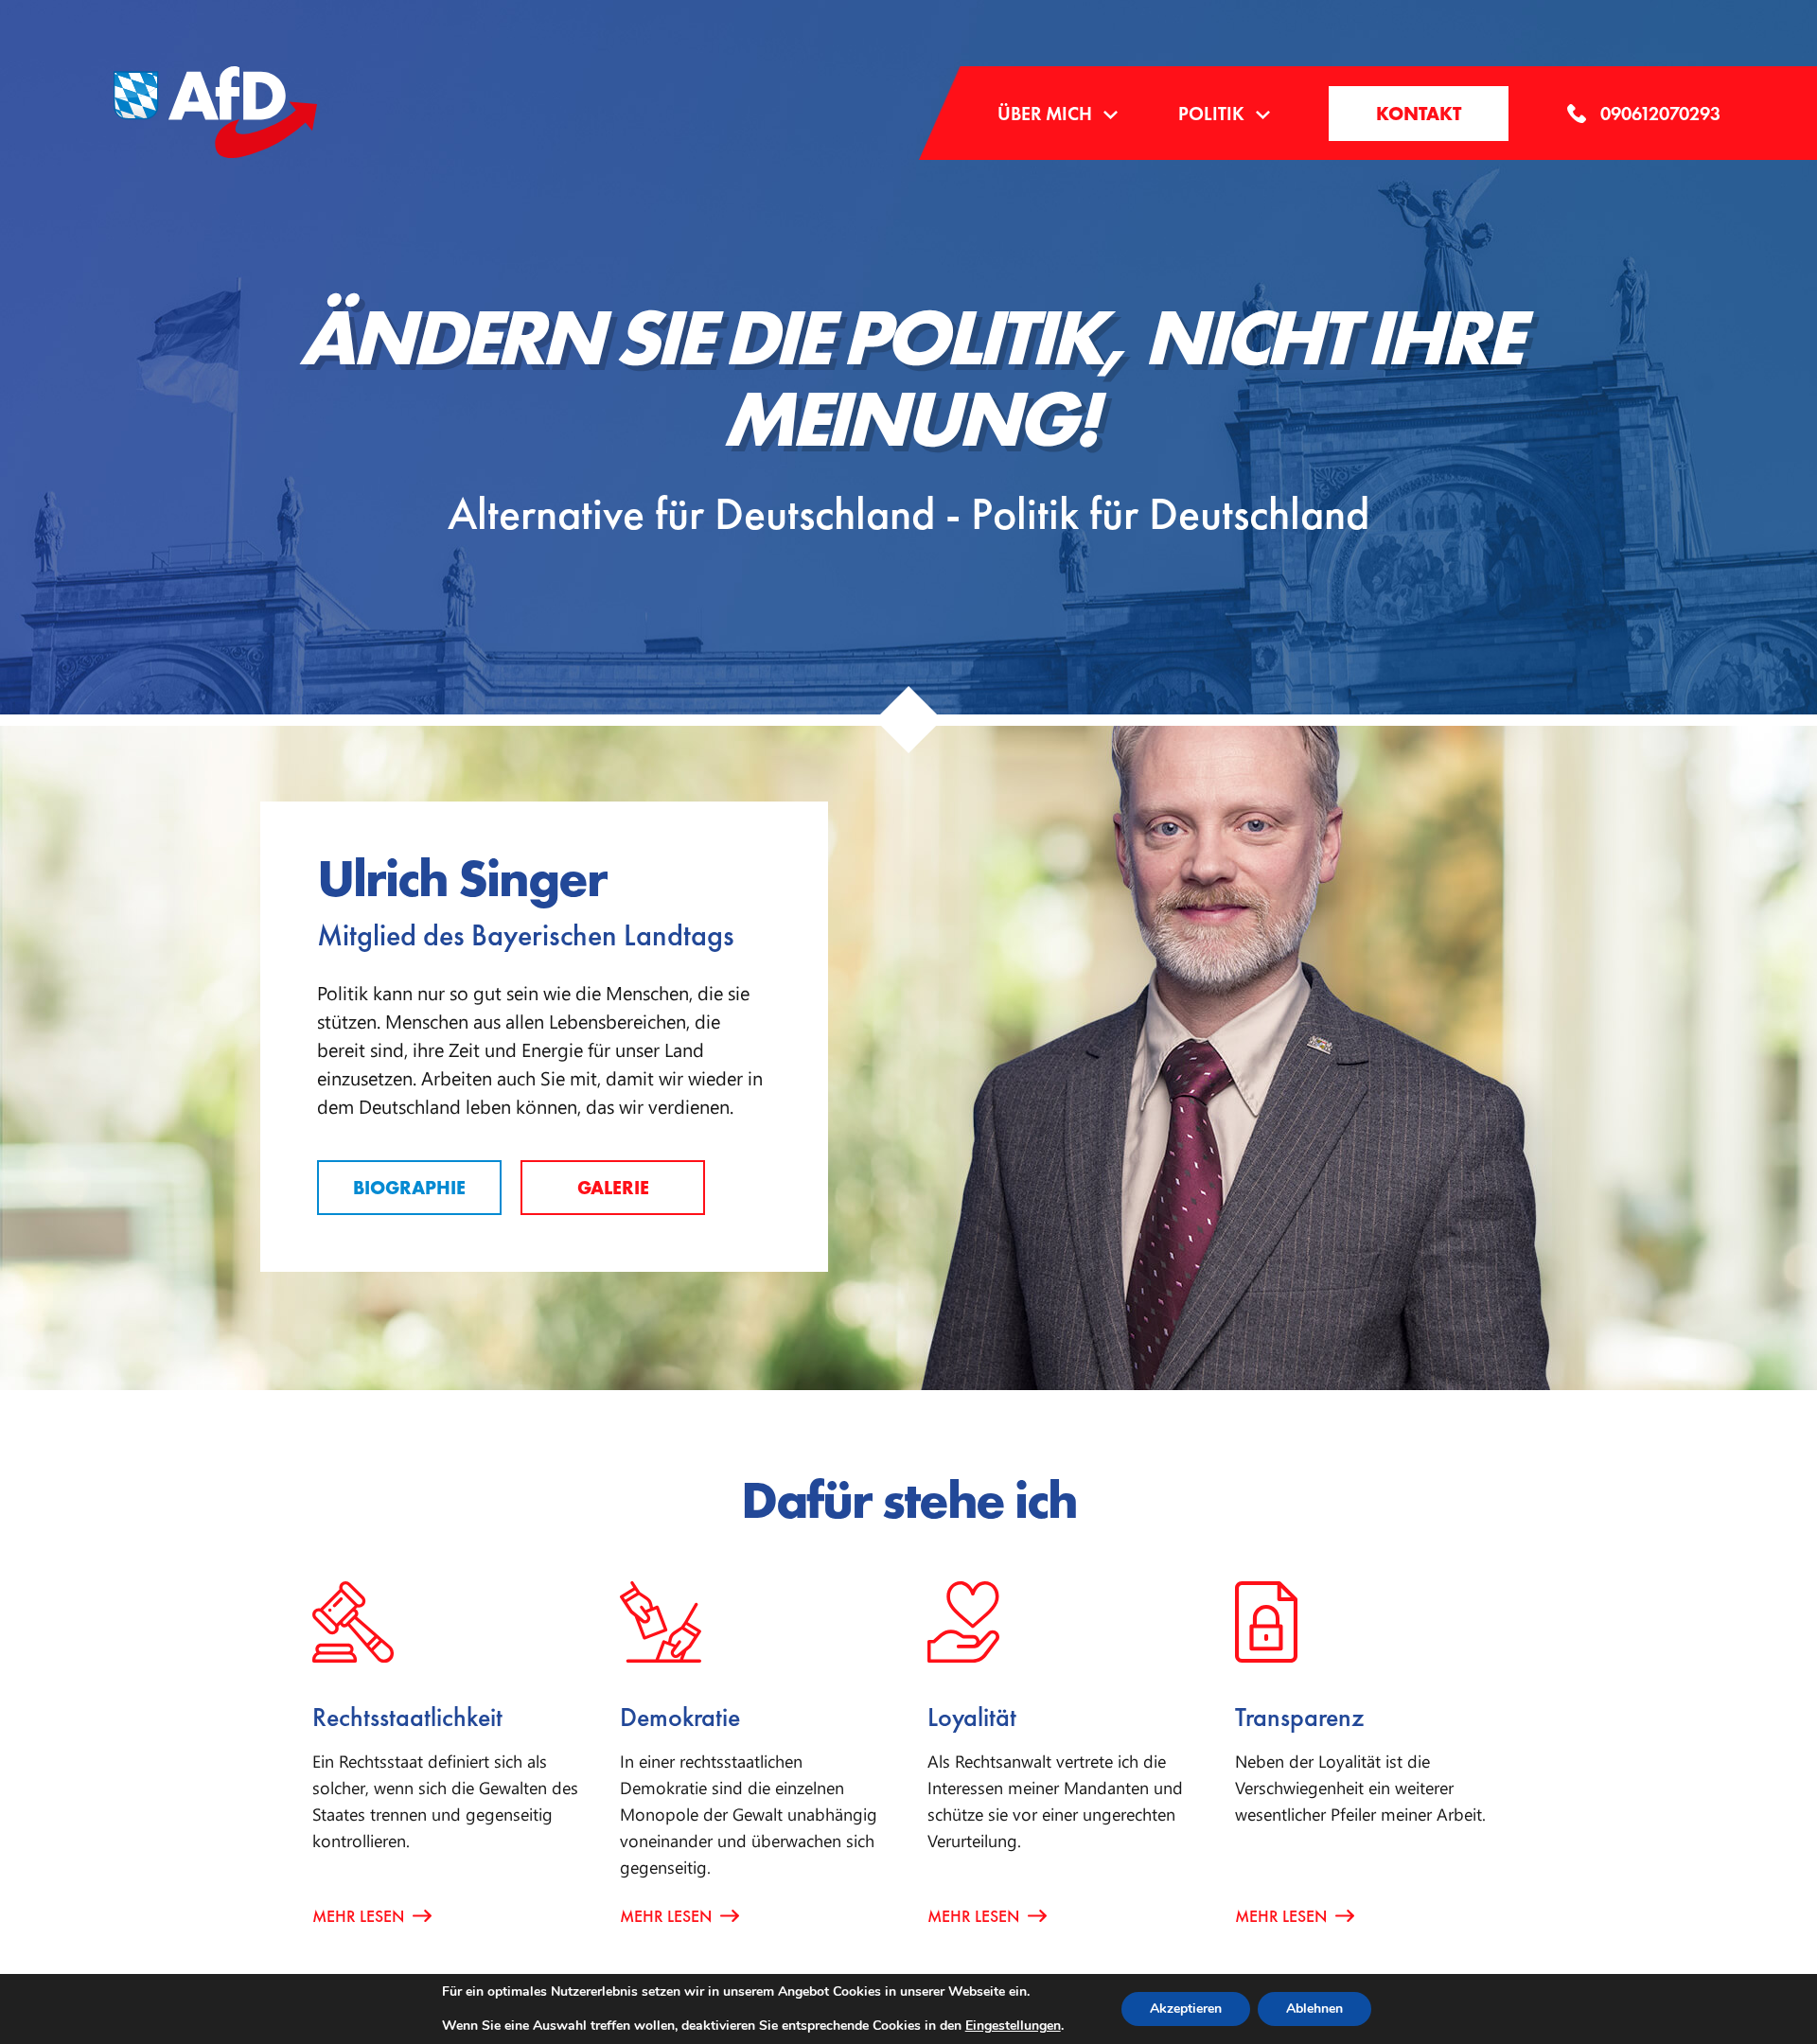 AfD
ÜBER MICH
POLITIK
KONTAKT
090612070293
ÄNDERN SIE DIE POLITIK, NICHT IHRE
MEINUNG!
Alternative für Deutschland - Politik für Deutschland
Ulrich Singer
Mitglied des Bayerischen Landtags
Politik kann nur so gut sein wie die Menschen, die sie
stützen. Menschen aus allen Lebensbereichen, die
bereit sind, ihre Zeit und Energie für unser Land
einzusetzen. Arbeiten auch Sie mit, damit wir wieder in
dem Deutschland leben können, das wir verdienen.
BIOGRAPHIE
GALERIE
Dafür stehe ich
Rechtsstaatlichkeit
Ein Rechtsstaat definiert sich als
solcher, wenn sich die Gewalten des
Staates trennen und gegenseitig
kontrollieren.
MEHR LESEN
Demokratie
In einer rechtsstaatlichen
Demokratie sind die einzelnen
Monopole der Gewalt unabhängig
voneinander und überwachen sich
gegenseitig.
MEHR LESEN
Loyalität
Als Rechtsanwalt vertrete ich die
Interessen meiner Mandanten und
schütze sie vor einer ungerechten
Verurteilung.
MEHR LESEN
Transparenz
Neben der Loyalität ist die
Verschwiegenheit ein weiterer
wesentlicher Pfeiler meiner Arbeit.
MEHR LESEN
Für ein optimales Nutzererlebnis setzen wir in unserem Angebot Cookies in unserer Webseite ein.
Wenn Sie eine Auswahl treffen wollen, deaktivieren Sie entsprechende Cookies in den Eingestellungen.
Akzeptieren
Ablehnen